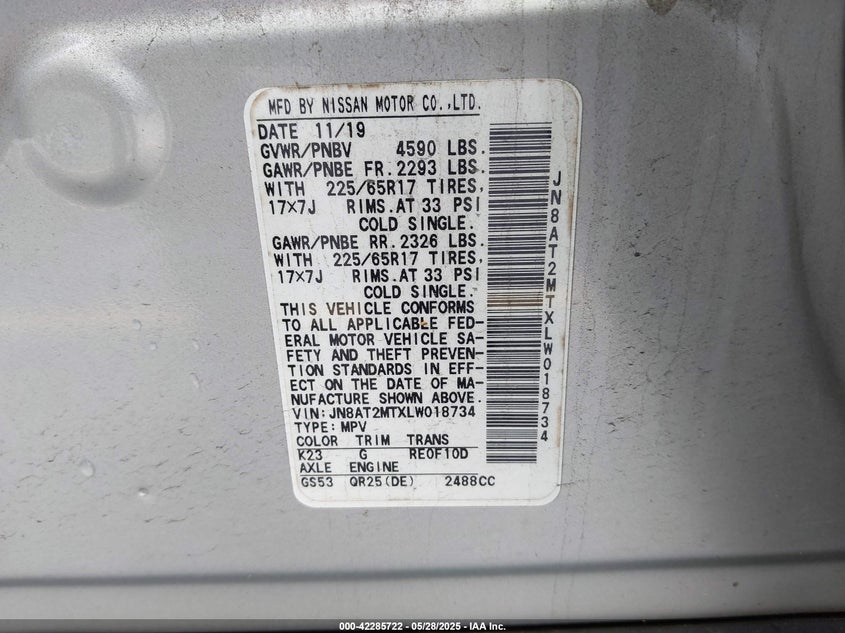 MFD BY NISSAN MOTOR CO.,LTD.
DATE 11/19
GVWR/PNBV 4590 LBS.
GAWR/PNBE FR.2293 LBS.
WITH 225/65R17 TIRES,
17×7J RIMS.AT 33 PSI
COLD SINGLE.
GAWR/PNBE RR.2326 LBS.
WITH 225/65R17 TIRES,
17×7J RIMS.AT 33 PSI
COLD SINGLE.
THIS VEHICLE CONFORMS
TO ALL APPLICABLE FED-
ERAL MOTOR VEHICLE SA-
FETY AND THEFT PREVEN-
TION STANDARDS IN EFF-
ECT ON THE DATE OF MA-
NUFACTURE SHOWN ABOVE.
VIN:JN8AT2MTXLW018734
TYPE:MPV
COLOR TRIM TRANS
K23 G RE0F10D
AXLE ENGINE
GS53 QR25(DE) 2488CC
JN8AT2MTXLW018734
000-42285722 — 05/28/2025 — IAA Inc.